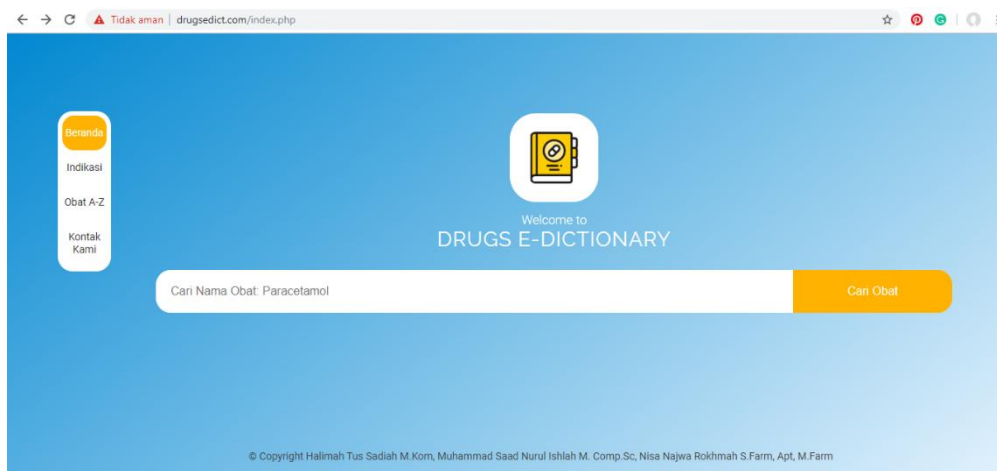 Tidak aman | drugsedict.com/index.php
Beranda
Indikasi
Obat A-Z
Kontak
Kami
Welcome to
DRUGS E-DICTIONARY
Cari Nama Obat: Paracetamol
Cari Obat
© Copyright Halimah Tus Sadiah M.Kom, Muhammad Saad Nurul Ishlah M. Comp.Sc, Nisa Najwa Rokhmah S.Farm, Apt, M.Farm